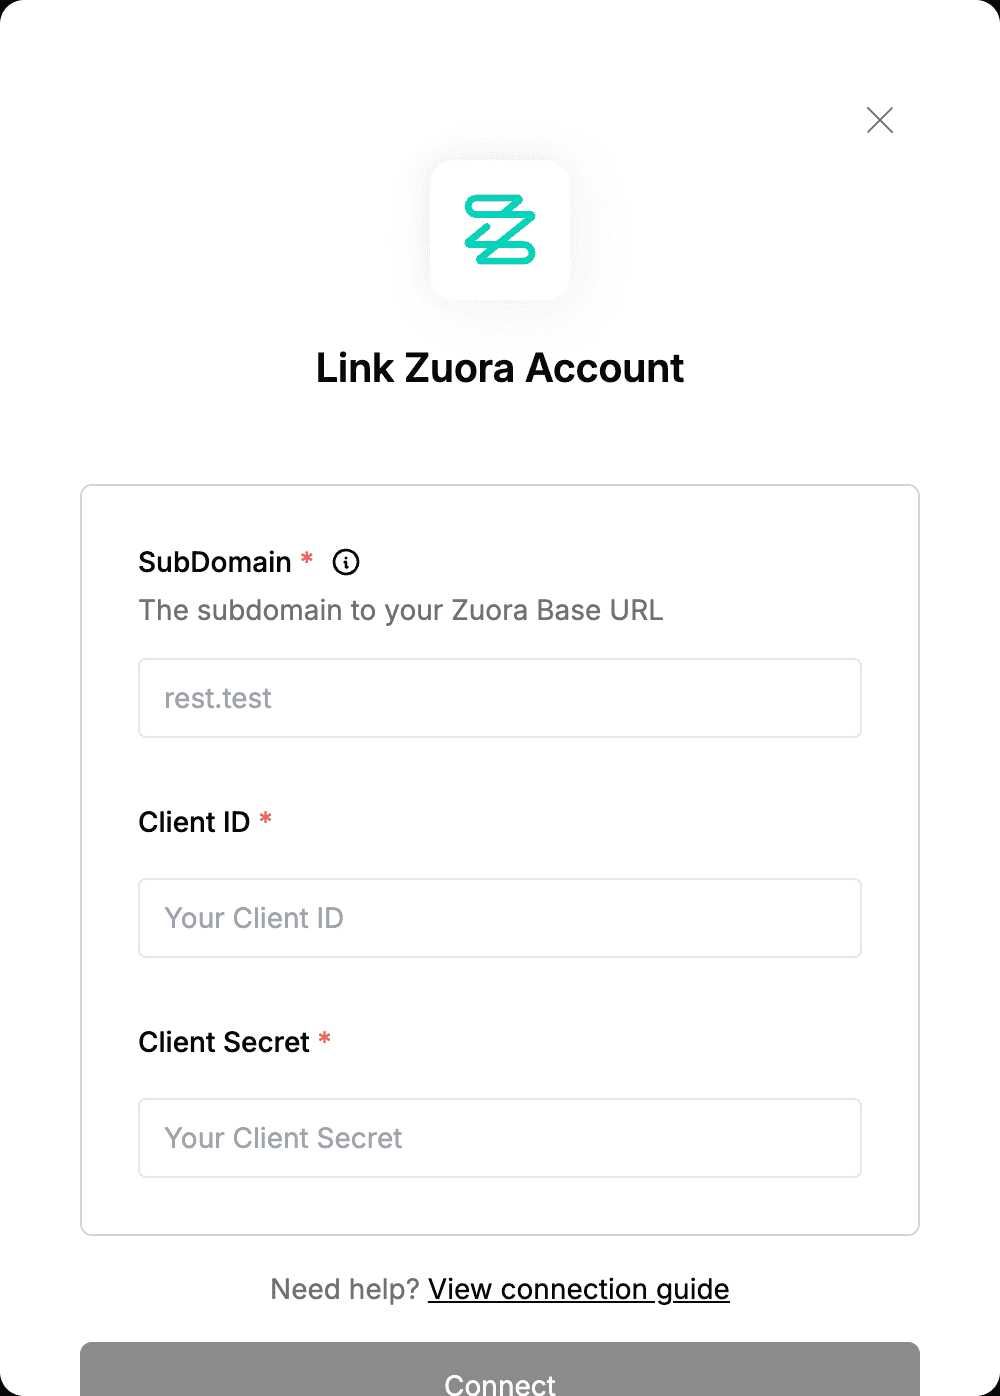 Link Zuora Account
SubDomain *
The subdomain to your Zuora Base URL
rest.test
Client ID *
Your Client ID
Client Secret *
Your Client Secret
Need help? View connection guide
Connect